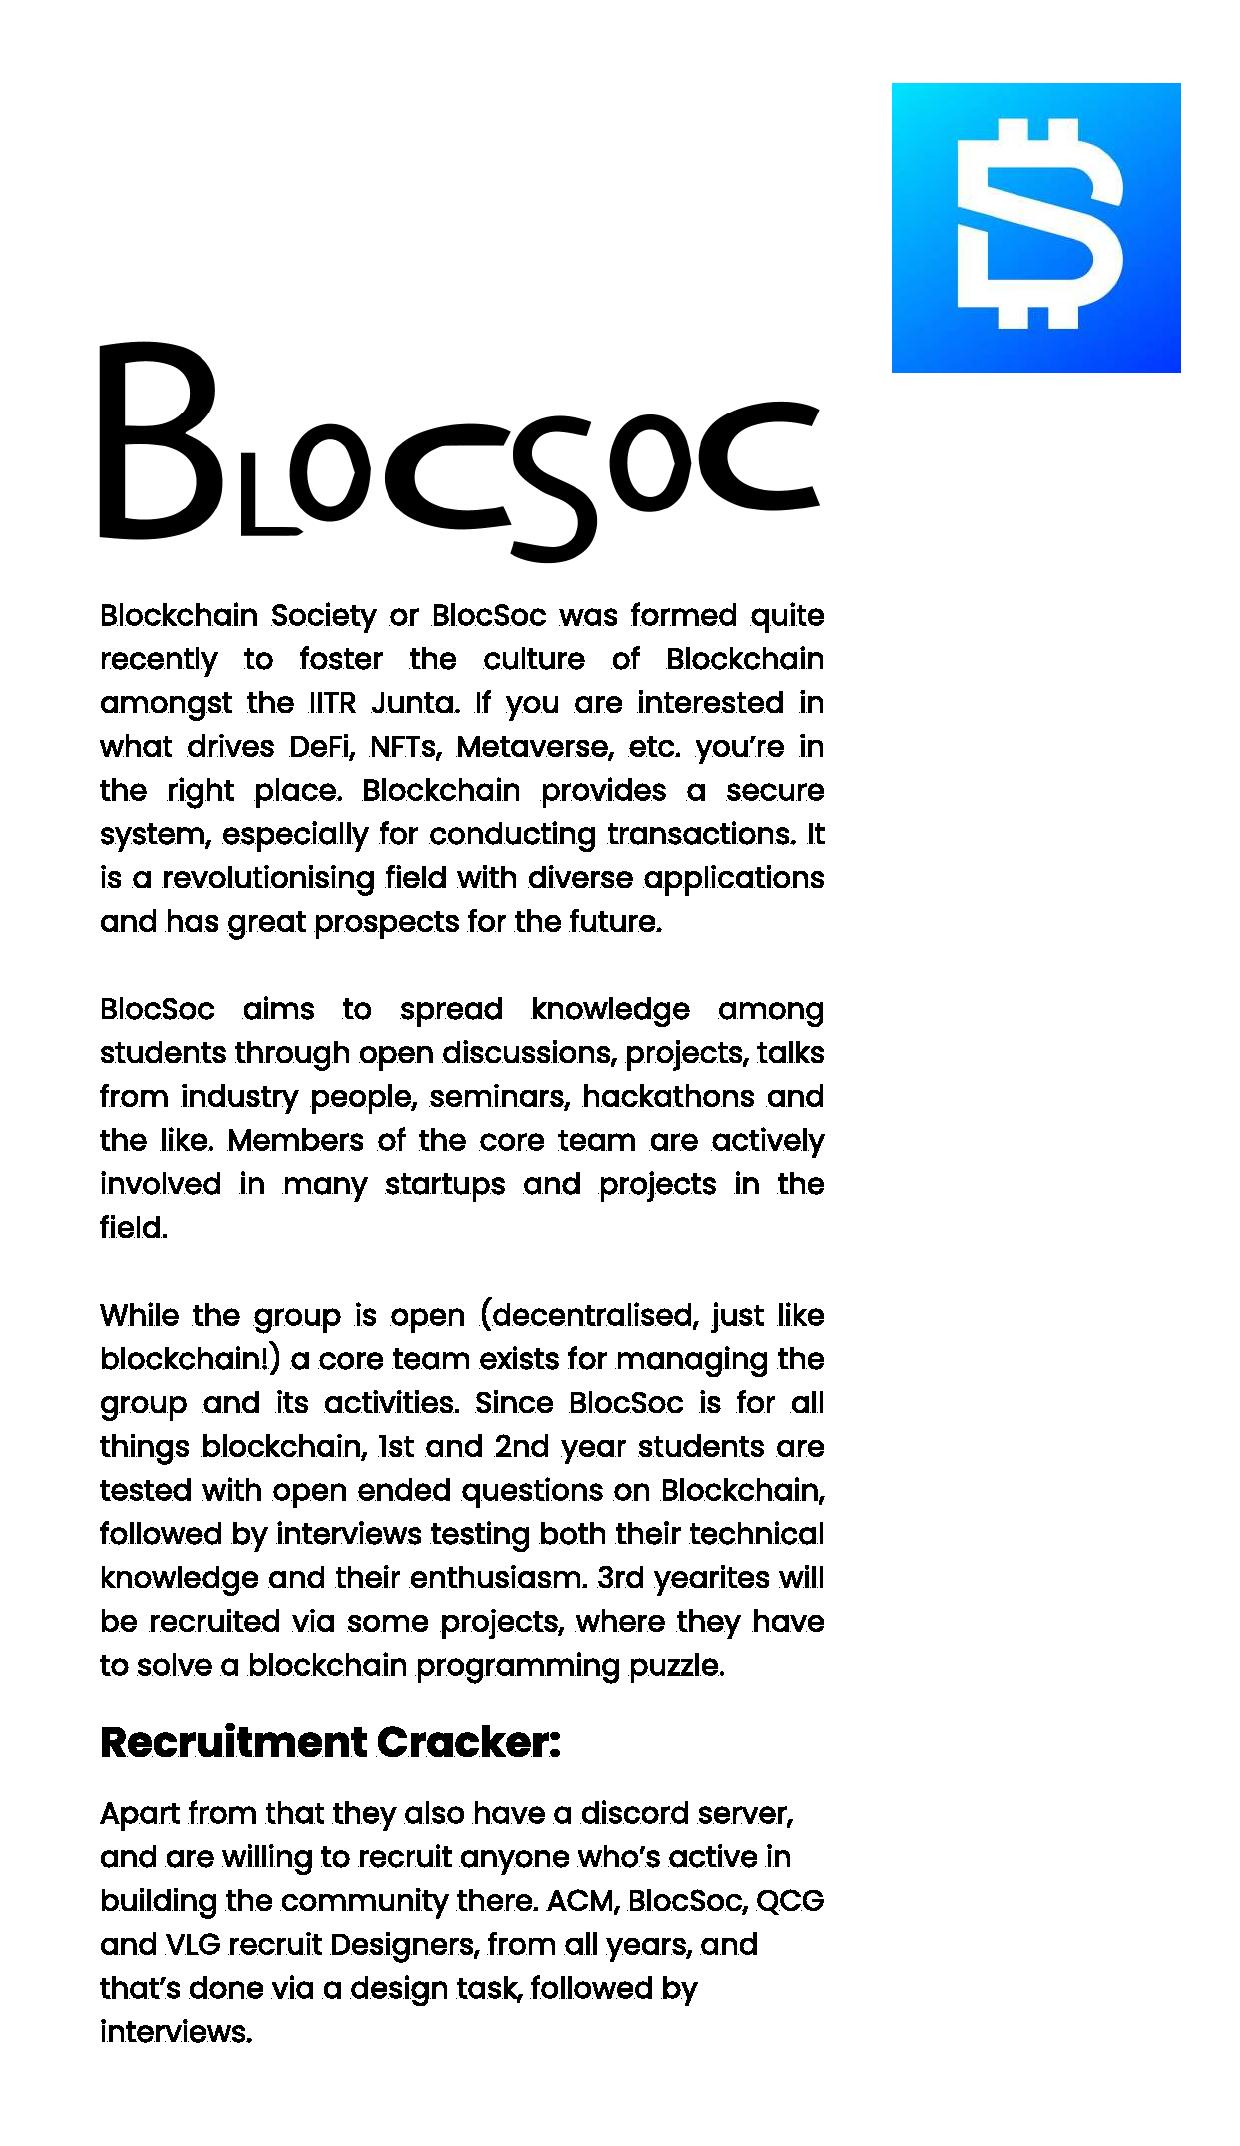 BlocSoc
Blockchain Society or BlocSoc was formed quite
recently to foster the culture of Blockchain
amongst the IITR Junta. If you are interested in
what drives DeFi, NFTs, Metaverse, etc. you're in
the right place. Blockchain provides a secure
system, especially for conducting transactions. It
is a revolutionising field with diverse applications
and has great prospects for the future.
BlocSoc aims to spread knowledge among
students through open discussions, projects, talks
from industry people, seminars, hackathons and
the like. Members of the core team are actively
involved in many startups and projects in the
field.
While the group is open (decentralised, just like
blockchain!) a core team exists for managing the
group and its activities. Since BlocSoc is for all
things blockchain, 1st and 2nd year students are
tested with open ended questions on Blockchain,
followed by interviews testing both their technical
knowledge and their enthusiasm. 3rd yearites will
be recruited via some projects, where they have
to solve a blockchain programming puzzle.
Recruitment Cracker:
Apart from that they also have a discord server,
and are willing to recruit anyone who's active in
building the community there. ACM, BlocSoc, QCG
and VLG recruit Designers, from all years, and
that's done via a design task, followed by
interviews.